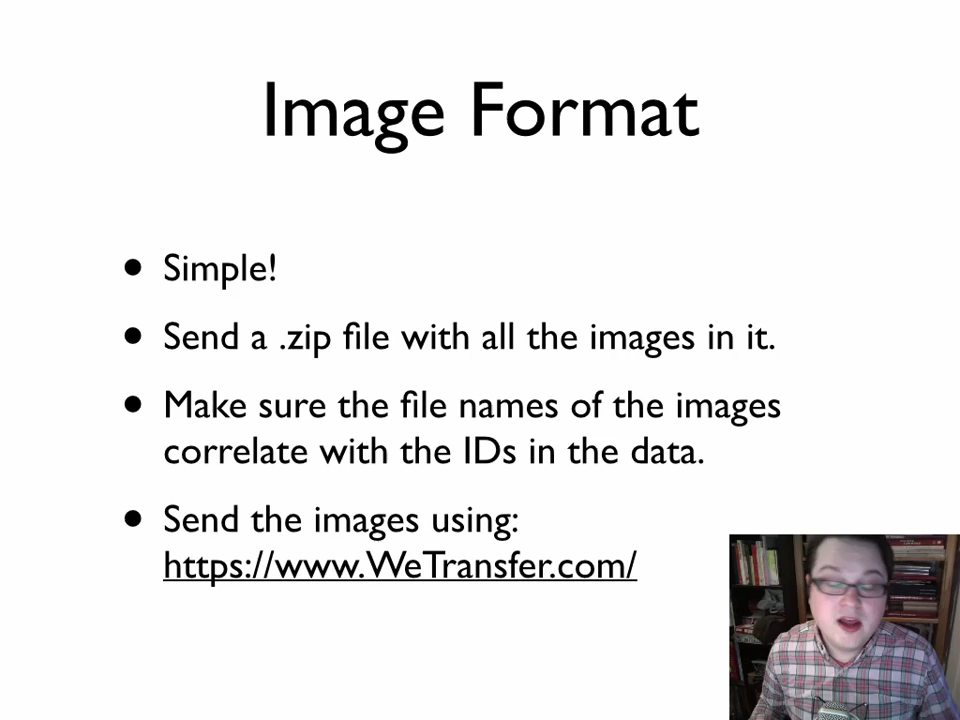 Image Format
• Simple!
• Send a .zip file with all the images in it.
• Make sure the file names of the images
correlate with the IDs in the data.
• Send the images using:
https://www.WeTransfer.com/